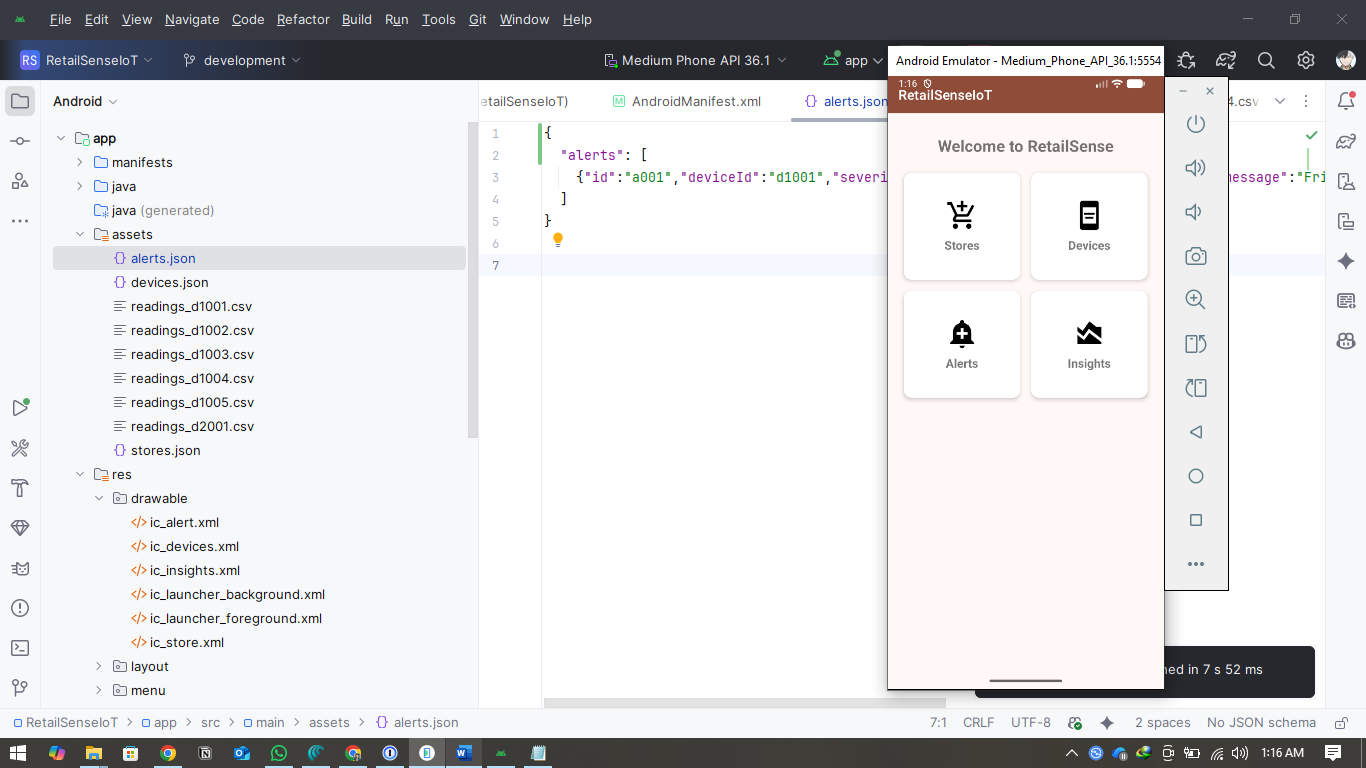 File Edit View Navigate Code Refactor Build Run Tools Git Window Help
RS RetailSenseIoT development Medium Phone API 36.1 app
Android
etailSenseIoT) AndroidManifest.xml alerts.json 4.csv
app
manifests
java
java (generated)
assets
alerts.json
devices.json
readings_d1001.csv
readings_d1002.csv
readings_d1003.csv
readings_d1004.csv
readings_d1005.csv
readings_d2001.csv
stores.json
res
drawable
ic_alert.xml
ic_devices.xml
ic_insights.xml
ic_launcher_background.xml
ic_launcher_foreground.xml
ic_store.xml
layout
menu
1 {
2 "alerts": [
3 {"id":"a001","deviceId":"d1001","severi message":"Fri
4 ]
5 }
6
7
Android Emulator - Medium_Phone_API_36.1:5554
1:16
RetailSenseIoT
Welcome to RetailSense
Stores Devices
Alerts Insights
ned in 7 s 52 ms
RetailSenseIoT > app > src > main > assets > alerts.json 7:1 CRLF UTF-8 2 spaces No JSON schema
1:16 AM